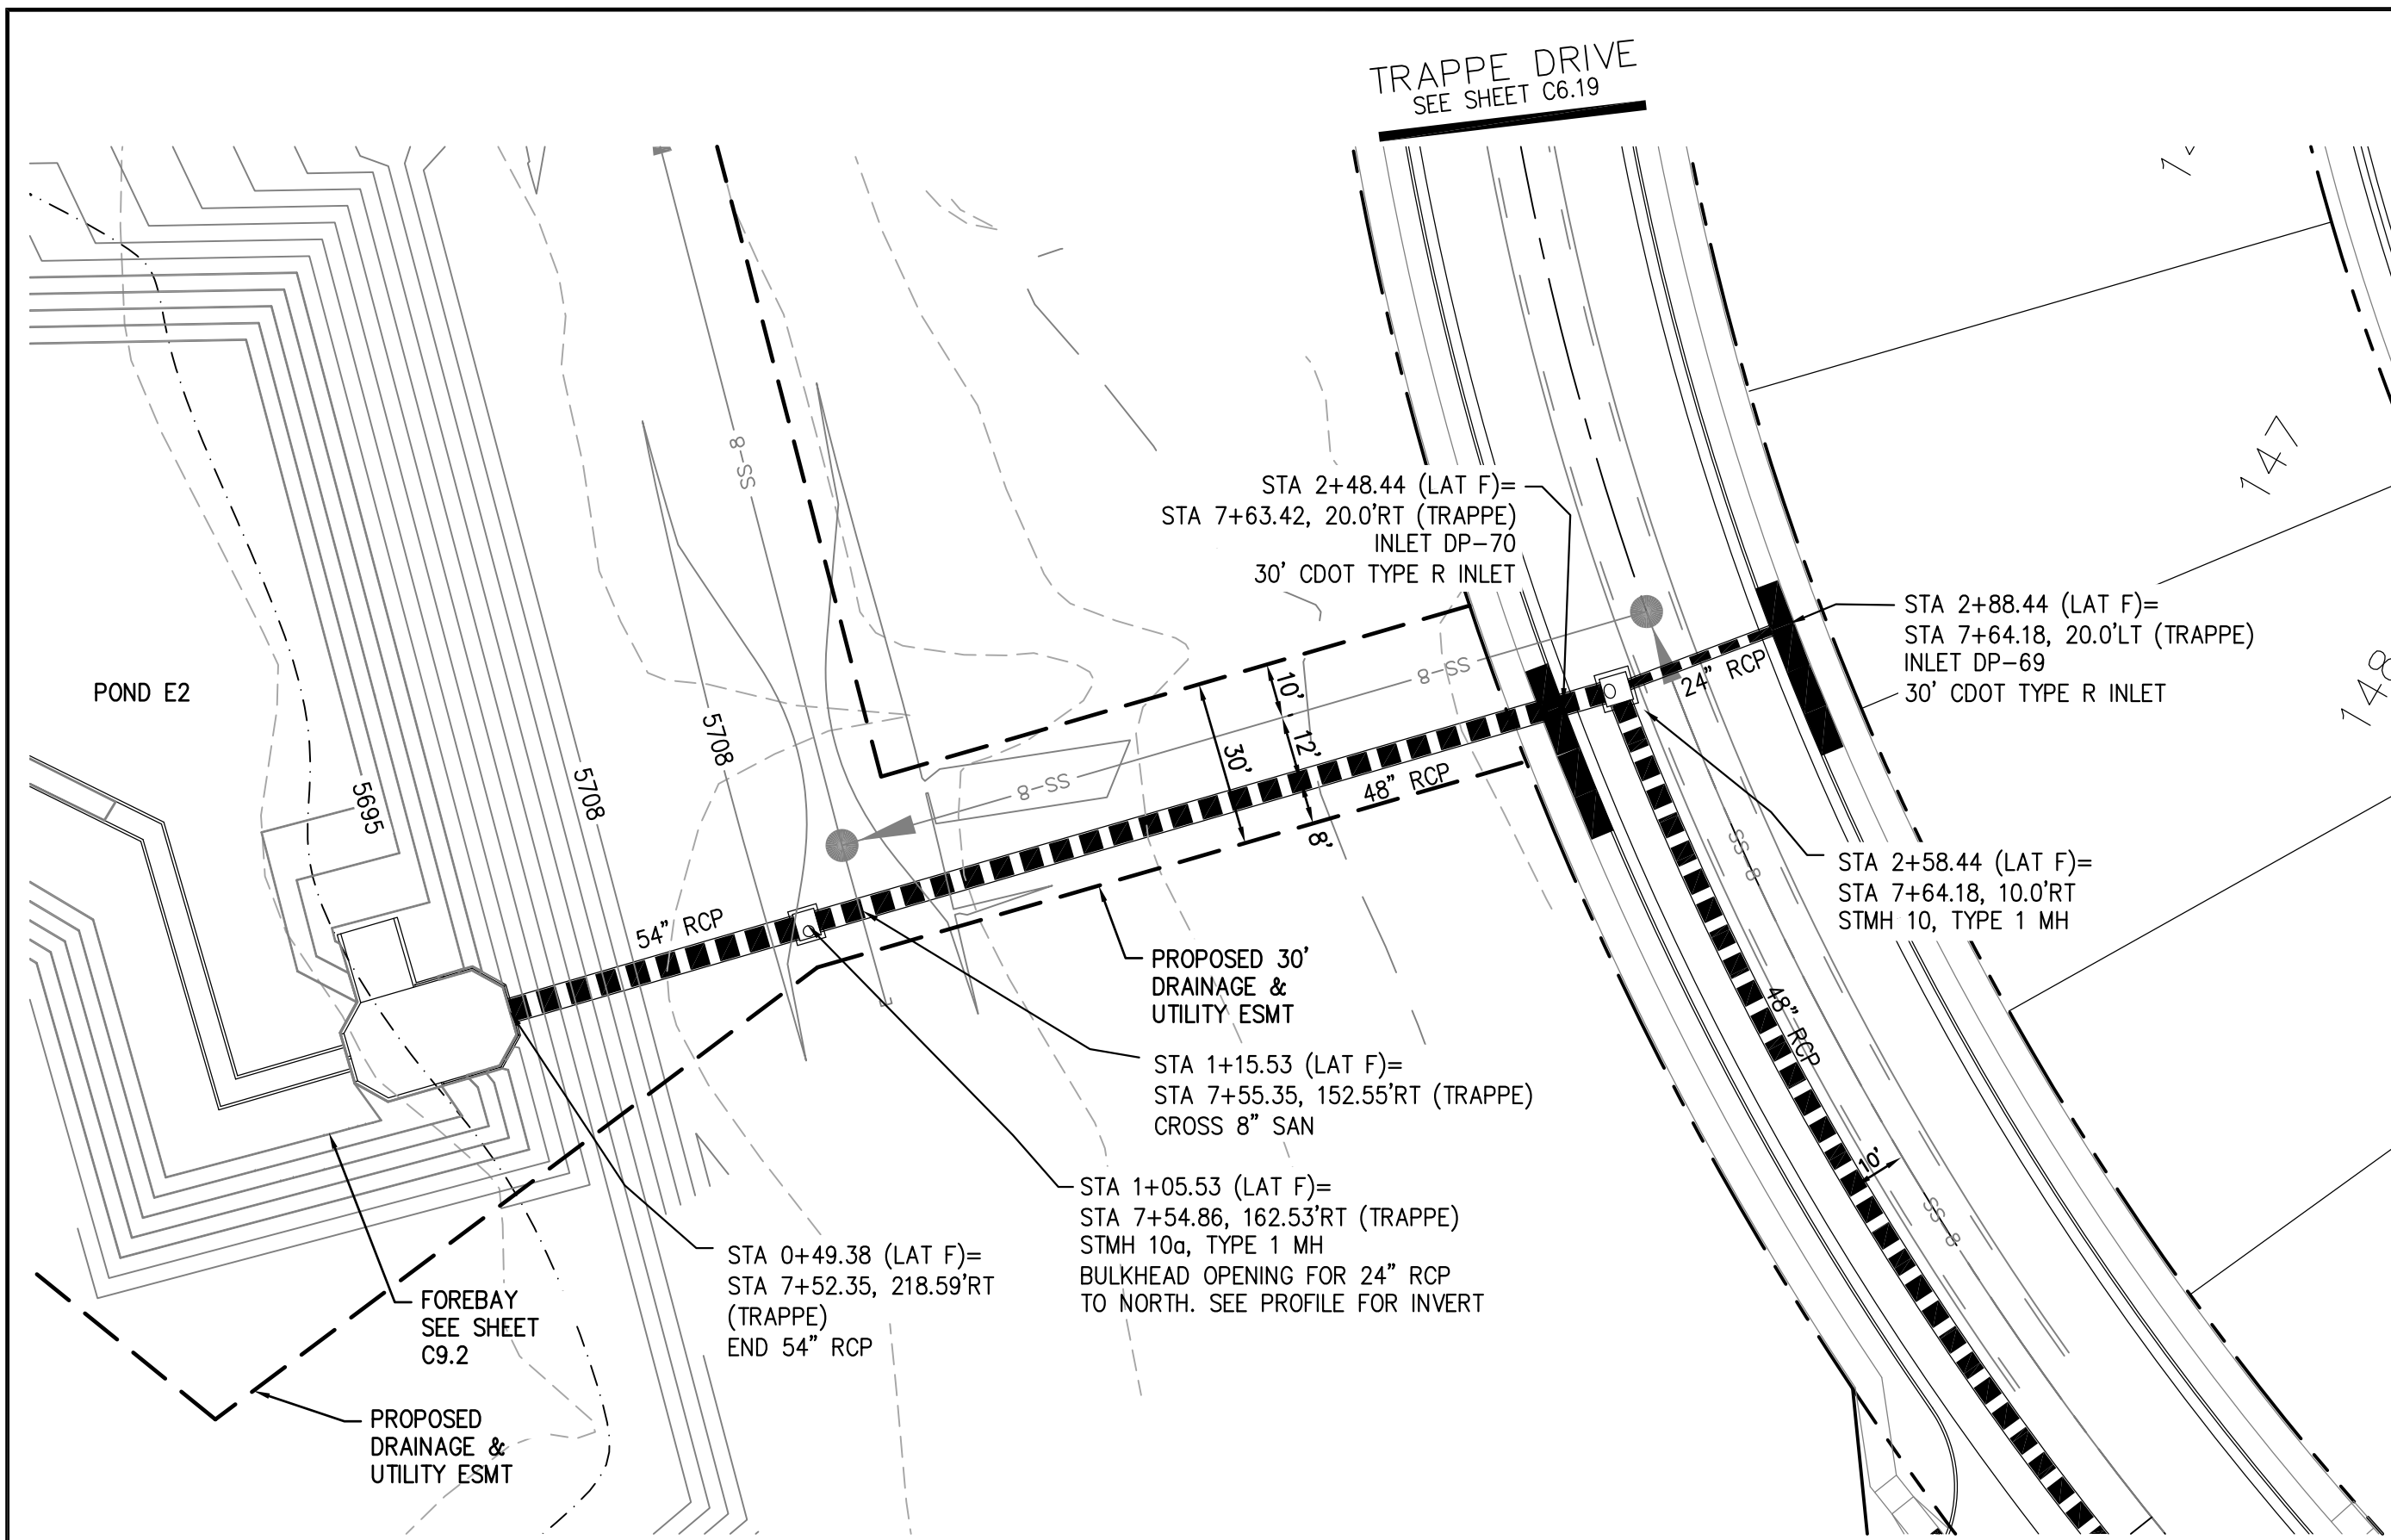 TRAPPE DRIVE
SEE SHEET C6.19
147
148
8-SS
STA 2+48.44 (LAT F)=
STA 7+63.42, 20.0'RT (TRAPPE)
INLET DP-70
30' CDOT TYPE R INLET
STA 2+88.44 (LAT F)=
STA 7+64.18, 20.0'LT (TRAPPE)
INLET DP-69
30' CDOT TYPE R INLET
POND E2
5695
5708
5708
8-SS
8-SS
10'
12'
30'
8'
24" RCP
48" RCP
54" RCP
SS-8
STA 2+58.44 (LAT F)=
STA 7+64.18, 10.0'RT
STMH 10, TYPE 1 MH
PROPOSED 30'
DRAINAGE &
UTILITY ESMT
48" RCP
STA 1+15.53 (LAT F)=
STA 7+55.35, 152.55'RT (TRAPPE)
CROSS 8" SAN
10'
SS-8
STA 1+05.53 (LAT F)=
STA 7+54.86, 162.53'RT (TRAPPE)
STMH 10a, TYPE 1 MH
BULKHEAD OPENING FOR 24" RCP
TO NORTH. SEE PROFILE FOR INVERT
STA 0+49.38 (LAT F)=
STA 7+52.35, 218.59'RT
(TRAPPE)
END 54" RCP
FOREBAY
SEE SHEET
C9.2
PROPOSED
DRAINAGE &
UTILITY ESMT